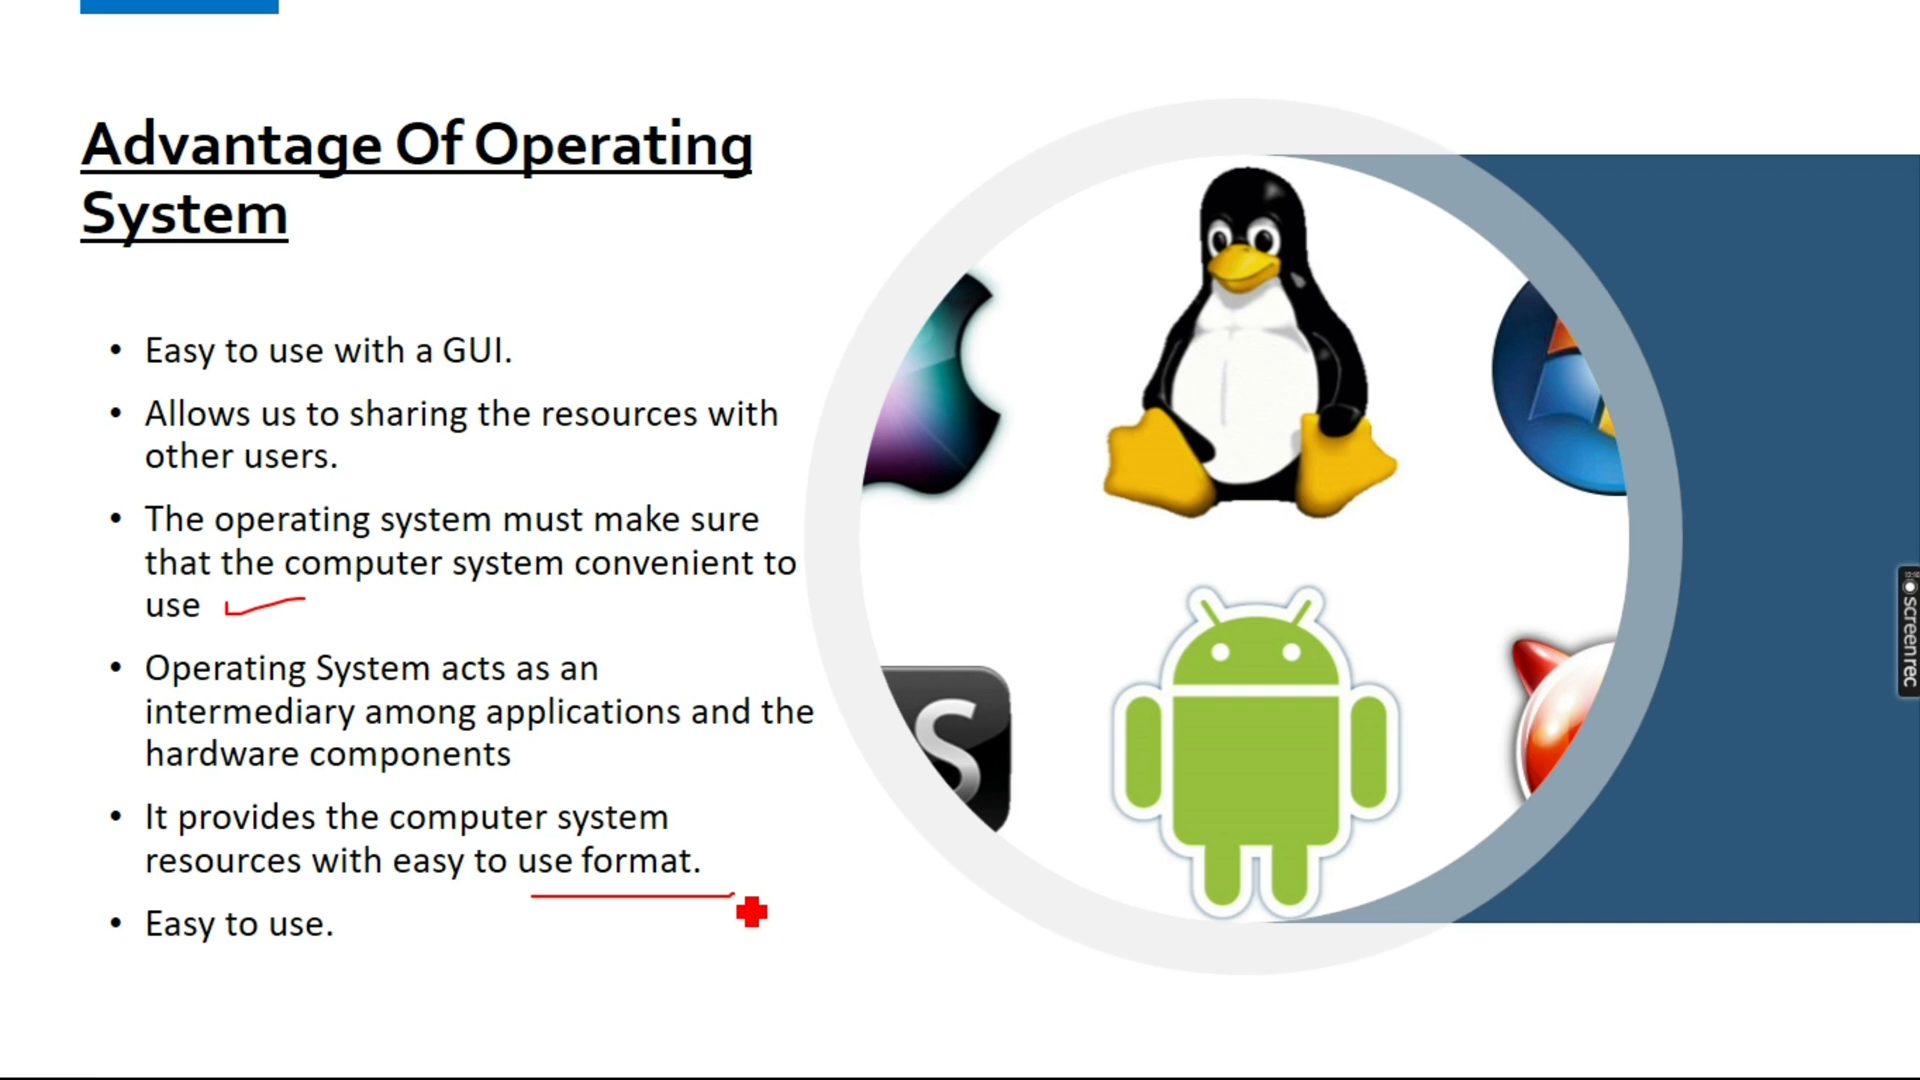 Advantage Of Operating
System
• Easy to use with a GUI.
• Allows us to sharing the resources with
other users.
• The operating system must make sure
that the computer system convenient to
use
• Operating System acts as an
intermediary among applications and the
hardware components
• It provides the computer system
resources with easy to use format.
• Easy to use.
S
screenrec